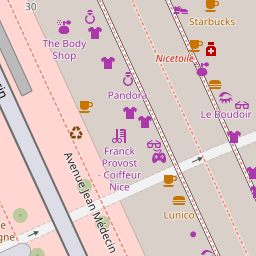 30
Starbucks
The Body
Shop
Nicetoile
Pandora
Le Boudoir
Franck
Provost
- Coiffeur
Nice
Avenue Jean Médecin
Lunico